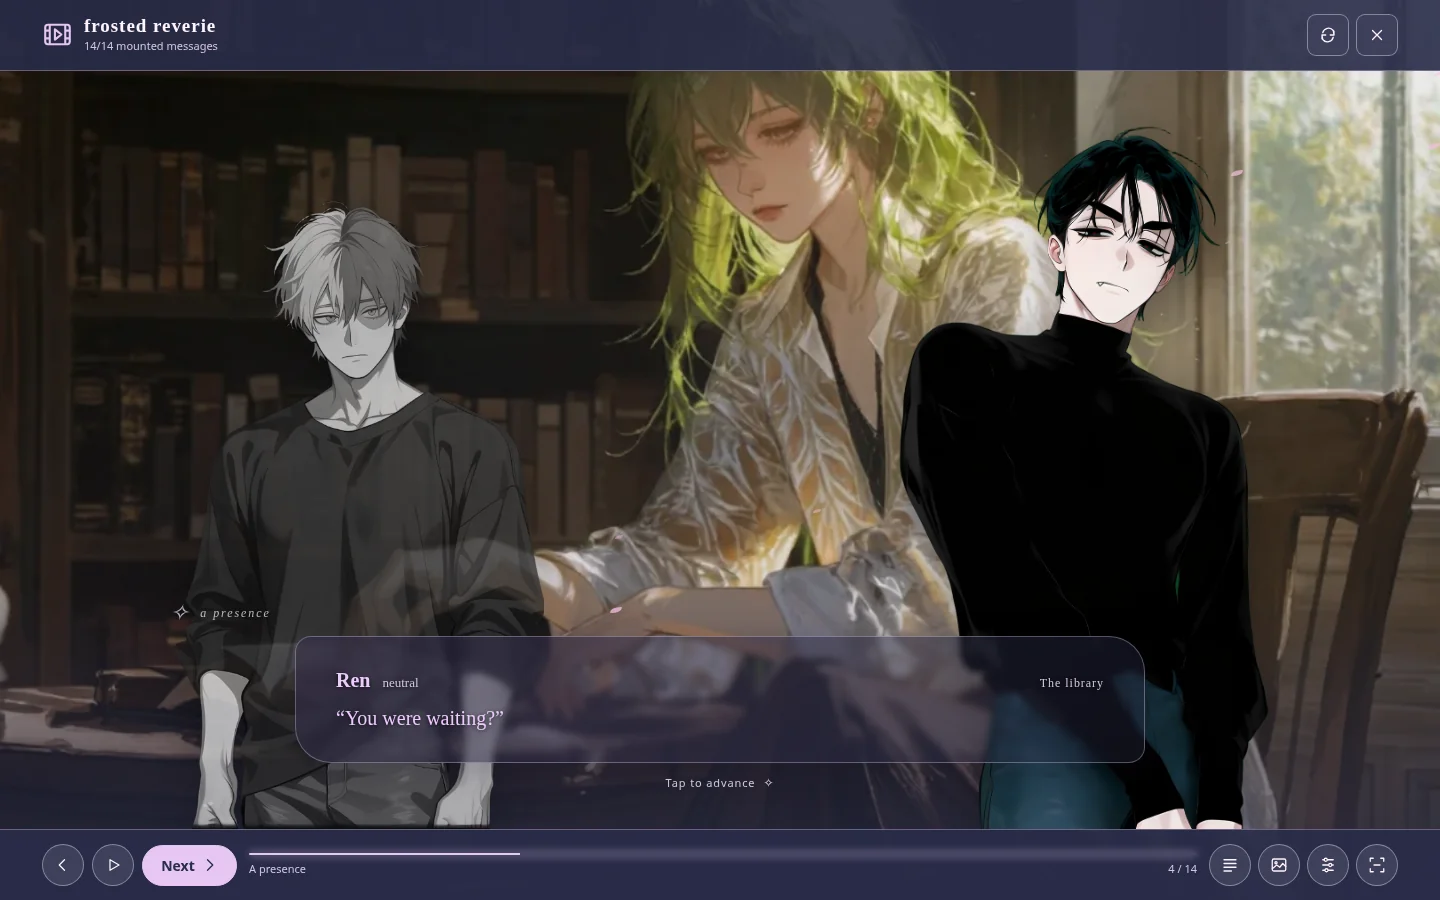 frosted reverie
14/14 mounted messages
a presence
Ren neutral
The library
“You were waiting?”
Tap to advance
Next
A presence
4 / 14